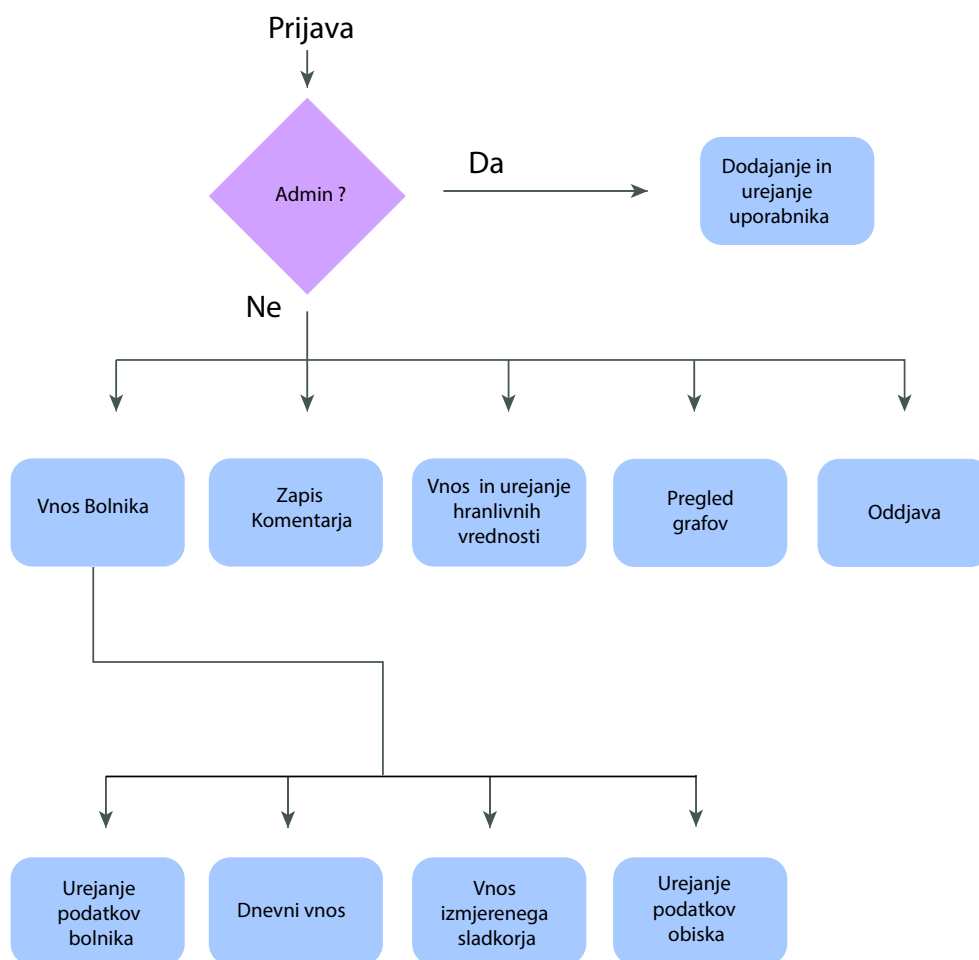 Prijava
Admin ?
Da
Dodajanje in
urejanje
uporabnika
Ne
Vnos Bolnika
Zapis
Komentarja
Vnos  in urejanje
hranlivnih
vrednosti
Pregled
grafov
Oddjava
Urejanje
podatkov
bolnika
Dnevni vnos
Vnos
izmjerenega
sladkorja
Urejanje
podatkov
obiska